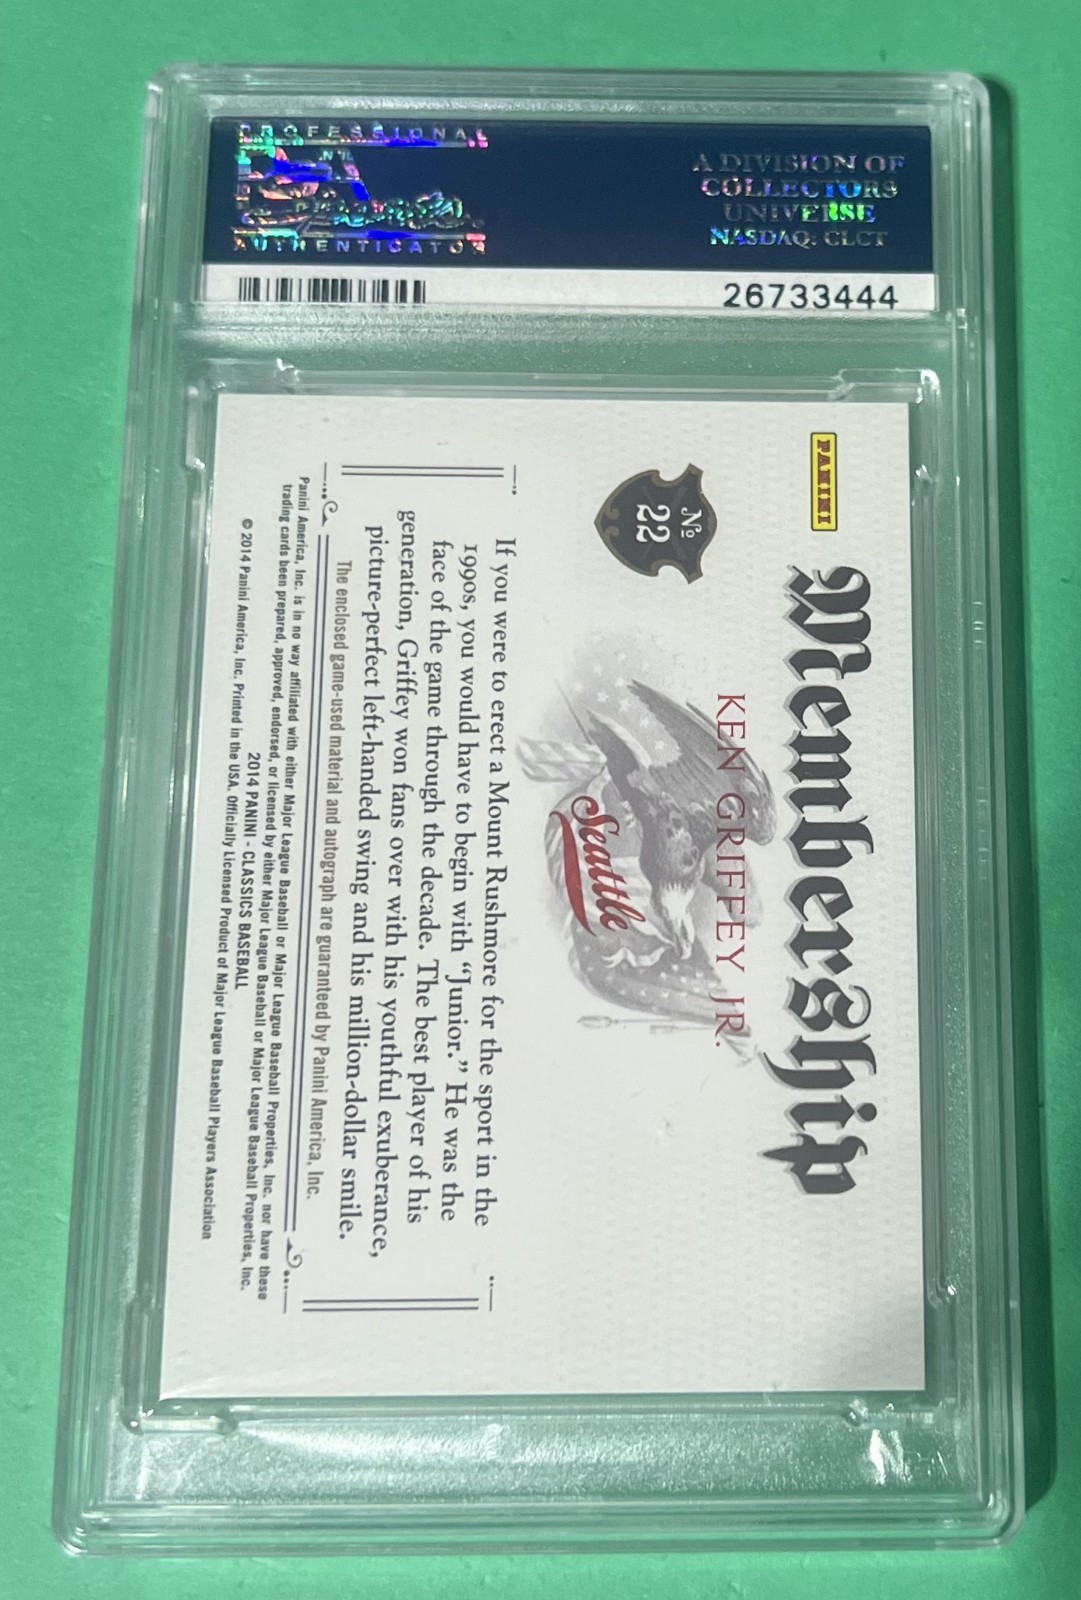 PROFESSIONAL
AUTHENTICATOR
A DIVISION OF
COLLECTORS
UNIVERSE
NASDAQ: CLCT
26733444
PANINI
Membership
KEN GRIFFEY JR.
No
22
Seattle
If you were to erect a Mount Rushmore for the sport in the
1990s, you would have to begin with “Junior.” He was the
face of the game through the decade. The best player of his
generation, Griffey won fans over with his youthful exuberance,
picture-perfect left-handed swing and his million-dollar smile.
The enclosed game-used material and autograph are guaranteed by Panini America, Inc.
Panini America, Inc. is in no way affiliated with either Major League Baseball or Major League Baseball Properties, Inc. nor have these
trading cards been prepared, approved, endorsed, or licensed by either Major League Baseball or Major League Baseball Properties, Inc.
2014 PANINI - CLASSICS BASEBALL
© 2014 Panini America, Inc. Printed in the USA. Officially Licensed Product of Major League Baseball Players Association